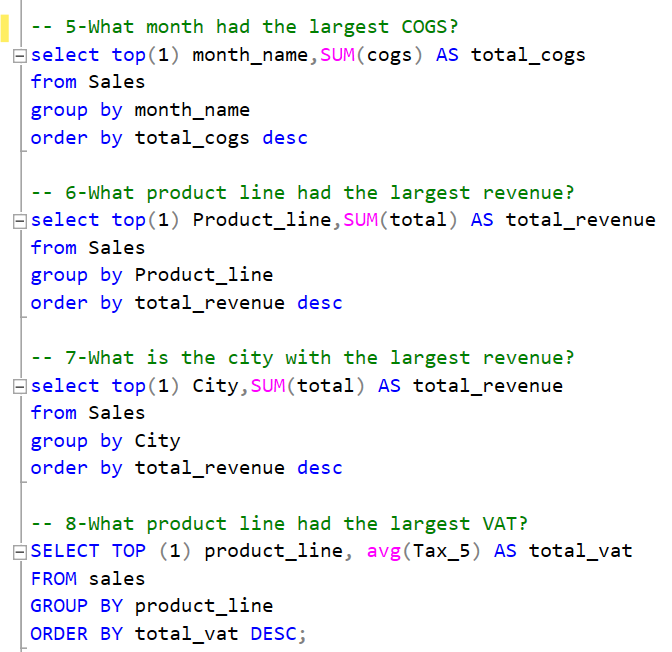 -- 5-What month had the largest COGS?
select top(1) month_name,SUM(cogs) AS total_cogs
from Sales
group by month_name
order by total_cogs desc
-- 6-What product line had the largest revenue?
select top(1) Product_line,SUM(total) AS total_revenue
from Sales
group by Product_line
order by total_revenue desc
-- 7-What is the city with the largest revenue?
select top(1) City,SUM(total) AS total_revenue
from Sales
group by City
order by total_revenue desc
-- 8-What product line had the largest VAT?
SELECT TOP (1) product_line, avg(Tax_5) AS total_vat
FROM sales
GROUP BY product_line
ORDER BY total_vat DESC;